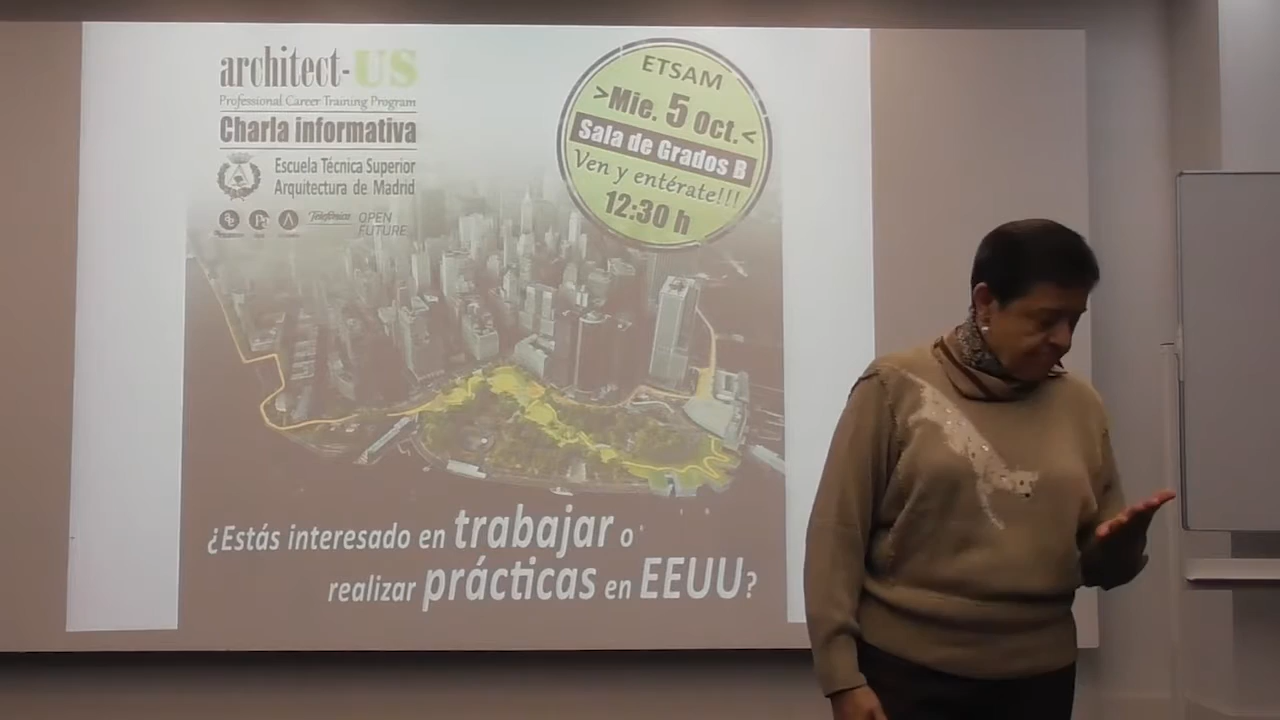 architect-US
Professional Career Training Program
Charla informativa
Escuela Técnica Superior
Arquitectura de Madrid
Telefónica
OPEN
FUTURE
ETSAM
>Mie. 5 Oct.<
Sala de Grados B
Ven y entérate!!!
12:30 h
¿Estás interesado en trabajar o
realizar prácticas en EEUU?